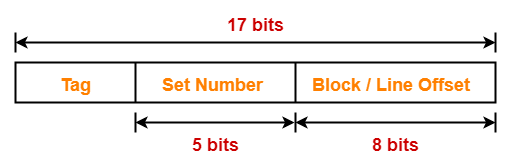 17 bits
Tag Set Number Block / Line Offset
5 bits 8 bits